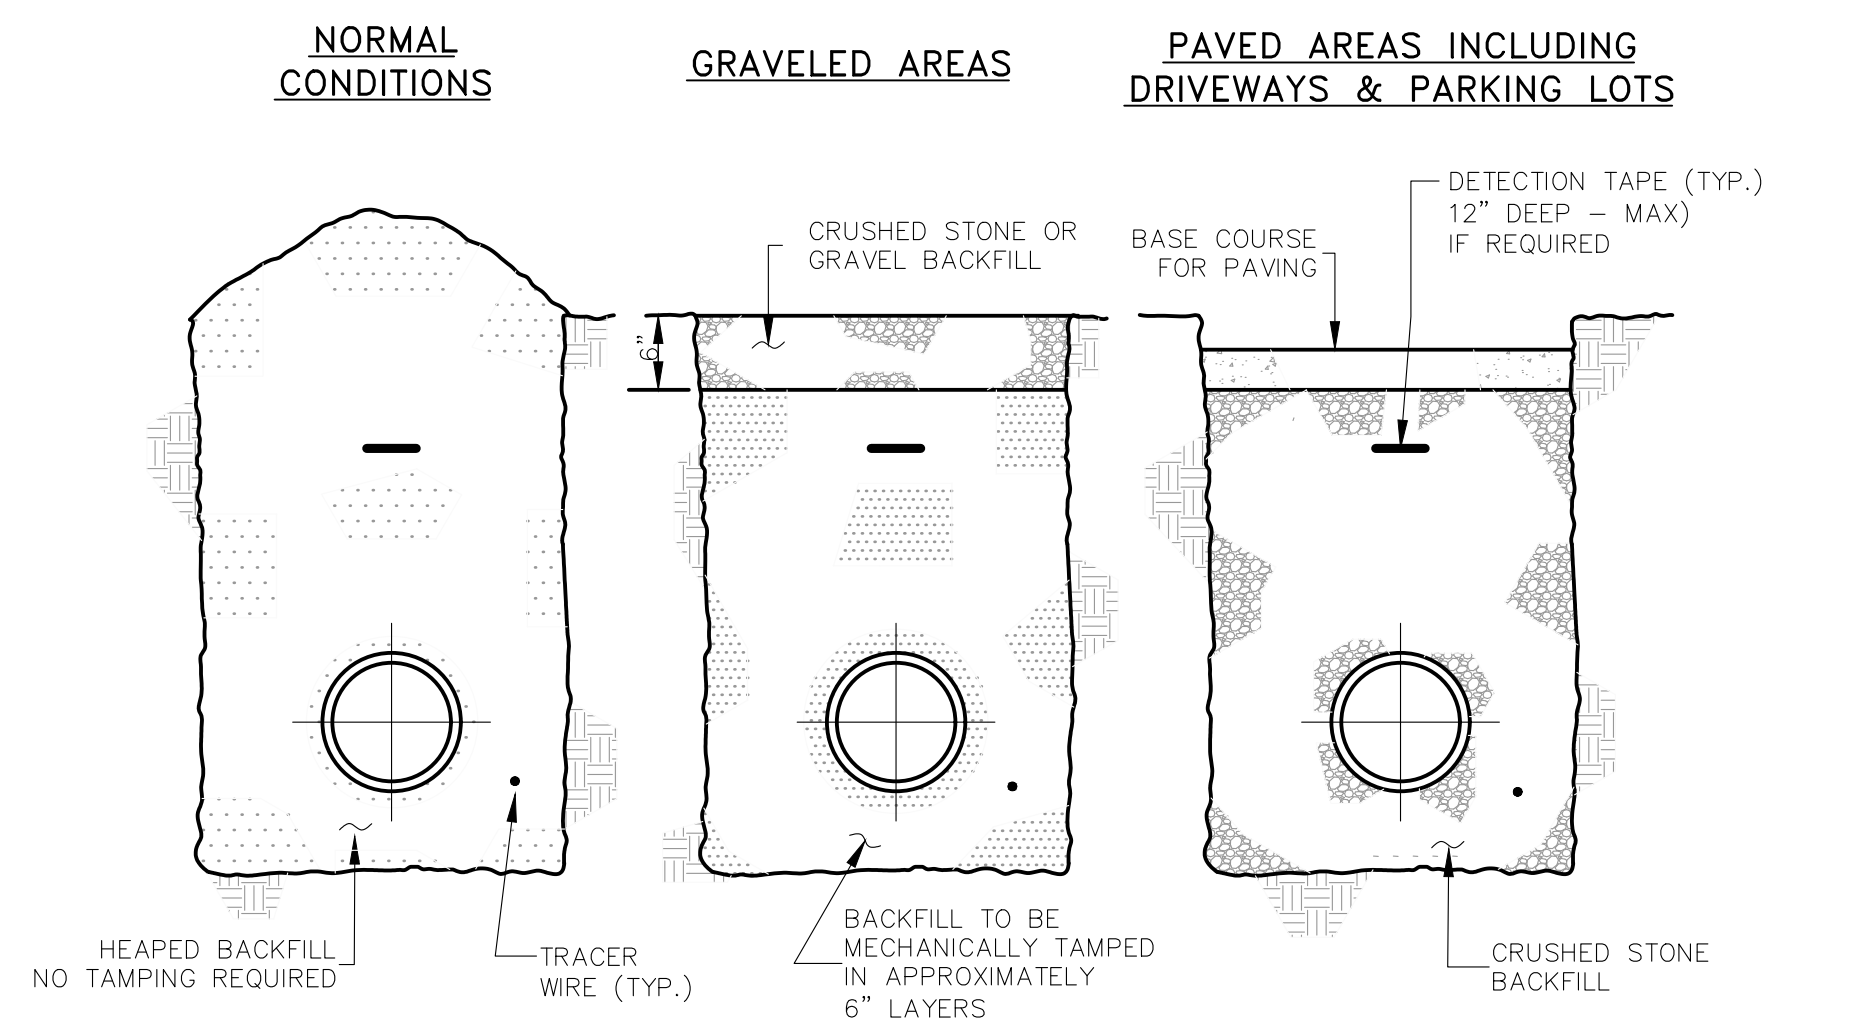 NORMAL
CONDITIONS
GRAVELED AREAS
PAVED AREAS INCLUDING
DRIVEWAYS & PARKING LOTS
DETECTION TAPE (TYP.)
12” DEEP – MAX)
IF REQUIRED
CRUSHED STONE OR
GRAVEL BACKFILL
BASE COURSE
FOR PAVING
6”
HEAPED BACKFILL
NO TAMPING REQUIRED
TRACER
WIRE (TYP.)
BACKFILL TO BE
MECHANICALLY TAMPED
IN APPROXIMATELY
6” LAYERS
CRUSHED STONE
BACKFILL